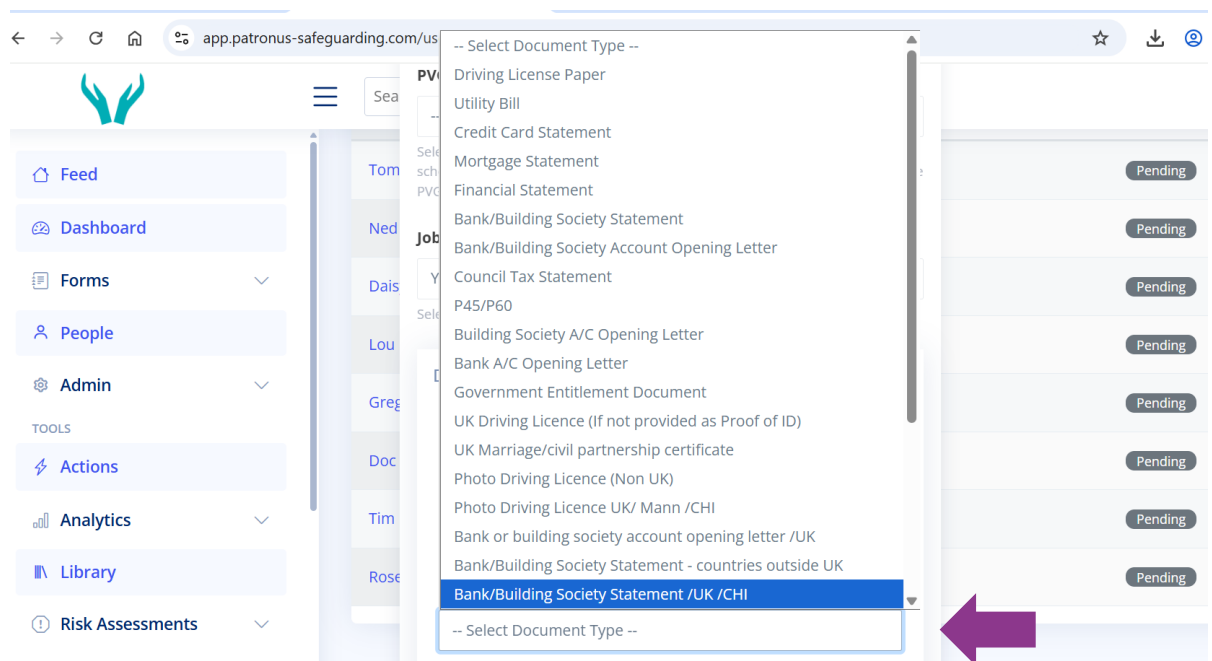 app.patronus-safeguarding.com/us
Sea
Feed
Dashboard
Forms
People
Admin
TOOLS
Actions
Analytics
Library
Risk Assessments
Tom
Ned
Dais
Lou
Greg
Doc
Tim
Rose
PV
--
Sele
sch
PVC
Job
Y
Sele
-- Select Document Type --
Driving License Paper
Utility Bill
Credit Card Statement
Mortgage Statement
Financial Statement
Bank/Building Society Statement
Bank/Building Society Account Opening Letter
Council Tax Statement
P45/P60
Building Society A/C Opening Letter
Bank A/C Opening Letter
Government Entitlement Document
UK Driving Licence (If not provided as Proof of ID)
UK Marriage/civil partnership certificate
Photo Driving Licence (Non UK)
Photo Driving Licence UK/ Mann /CHI
Bank or building society account opening letter /UK
Bank/Building Society Statement - countries outside UK
Bank/Building Society Statement /UK /CHI
-- Select Document Type --
Pending
Pending
Pending
Pending
Pending
Pending
Pending
Pending